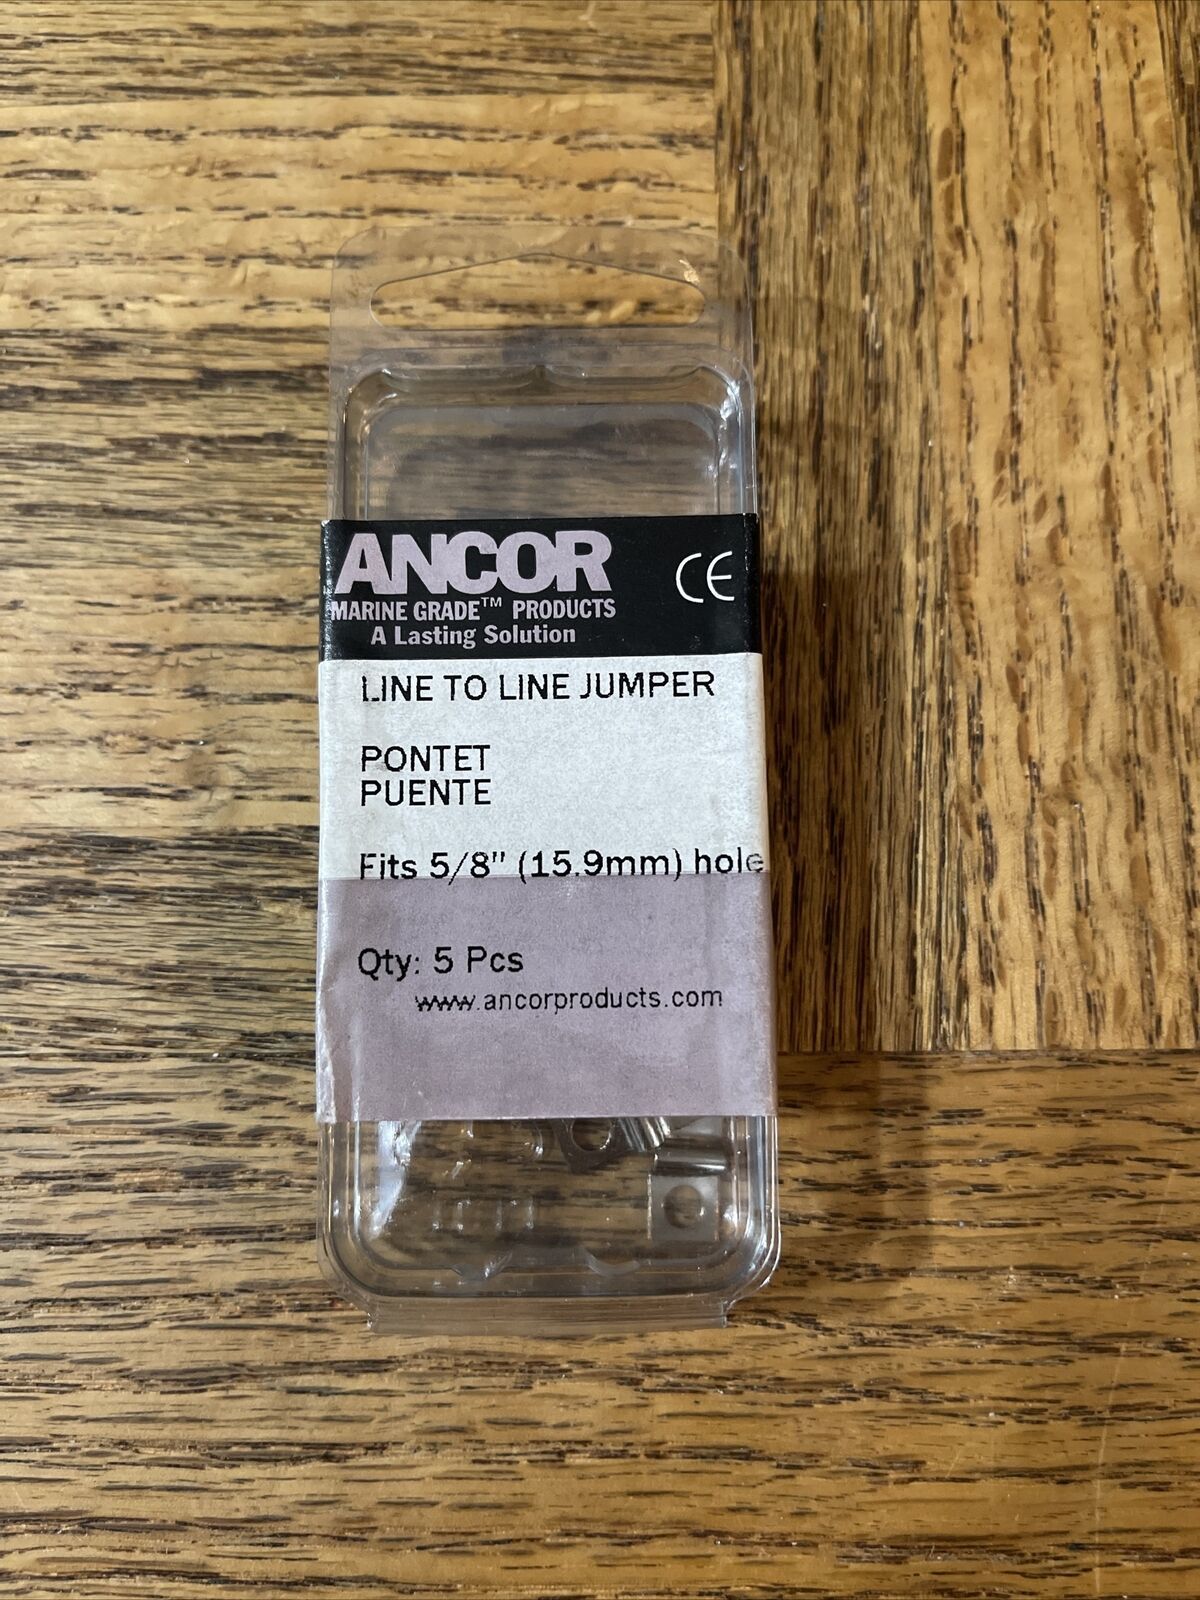 ANCOR
CE
MARINE GRADE™ PRODUCTS
A Lasting Solution
LINE TO LINE JUMPER
PONTET
PUENTE
Fits 5/8" (15.9mm) hole
Qty: 5 Pcs
www.ancorproducts.com